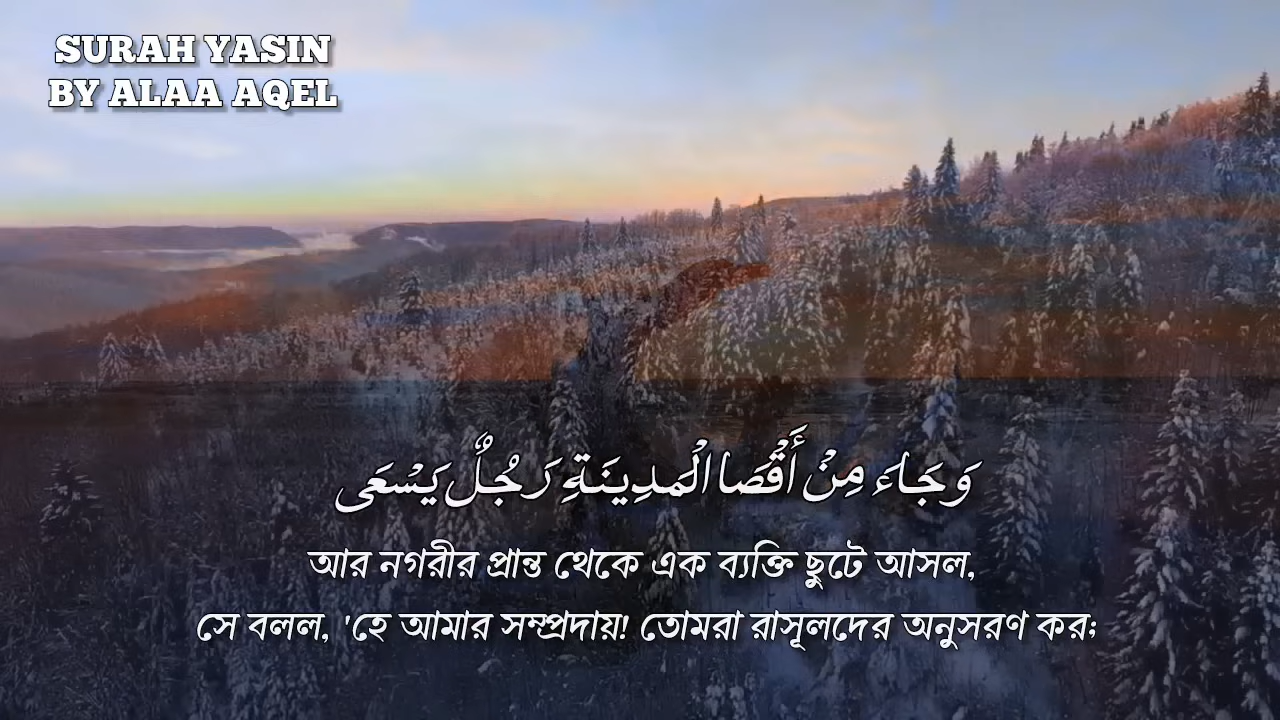 SURAH YASIN
BY ALAA AQEL
وَجَاءَ مِنْ أَقْصَا الْمَدِينَةِ رَجُلٌ يَسْعَى
আর নগরীর প্রান্ত থেকে এক ব্যক্তি ছুটে আসল,
সে বলল, 'হে আমার সম্প্রদায়! তোমরা রাসূলদের অনুসরণ কর;